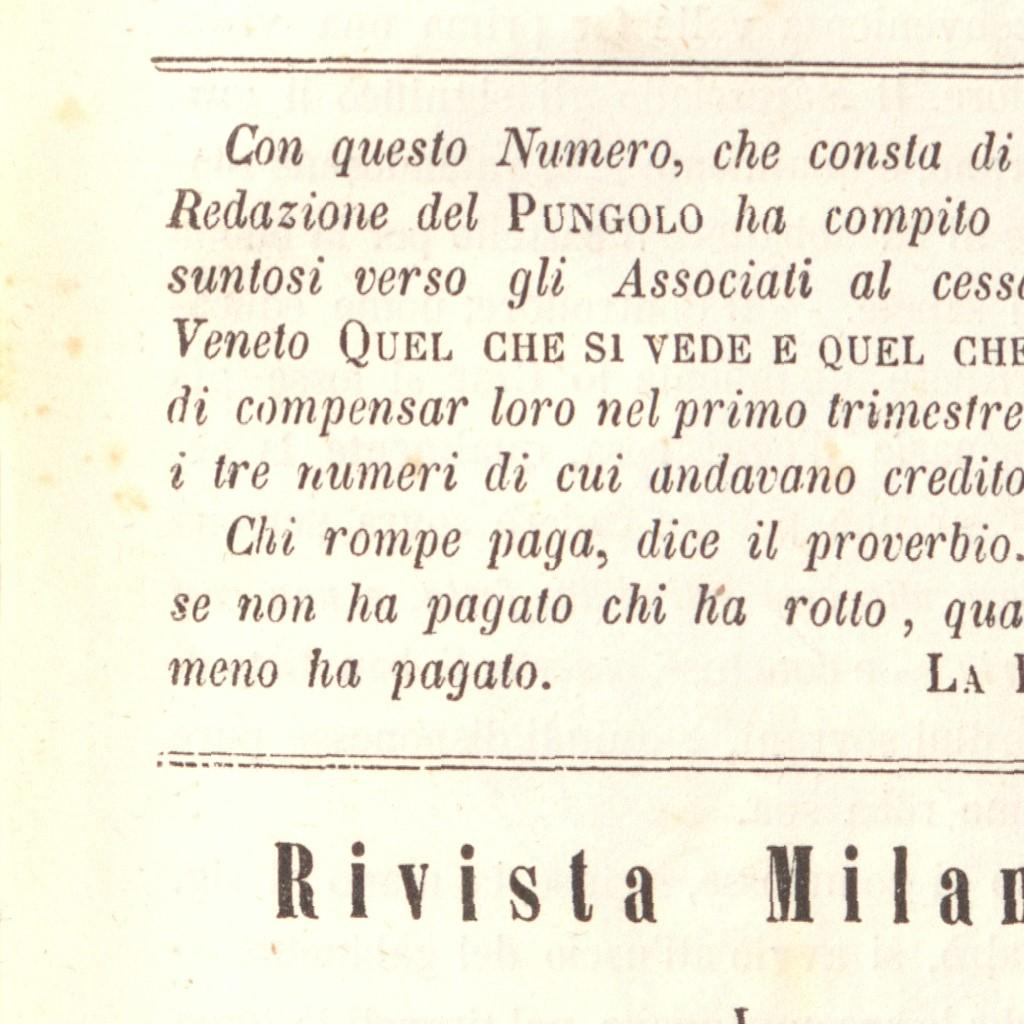 Con questo Numero, che consta di
Redazione del PUNGOLO ha compito
suntosi verso gli Associati al cess
Veneto QUEL CHE SI VEDE E QUEL CHE
di compensar loro nel primo trimestre
i tre numeri di cui andavano credito
Chi rompe paga, dice il proverbio.
se non ha pagato chi ha rotto, qua
meno ha pagato. LA
Rivista Milan